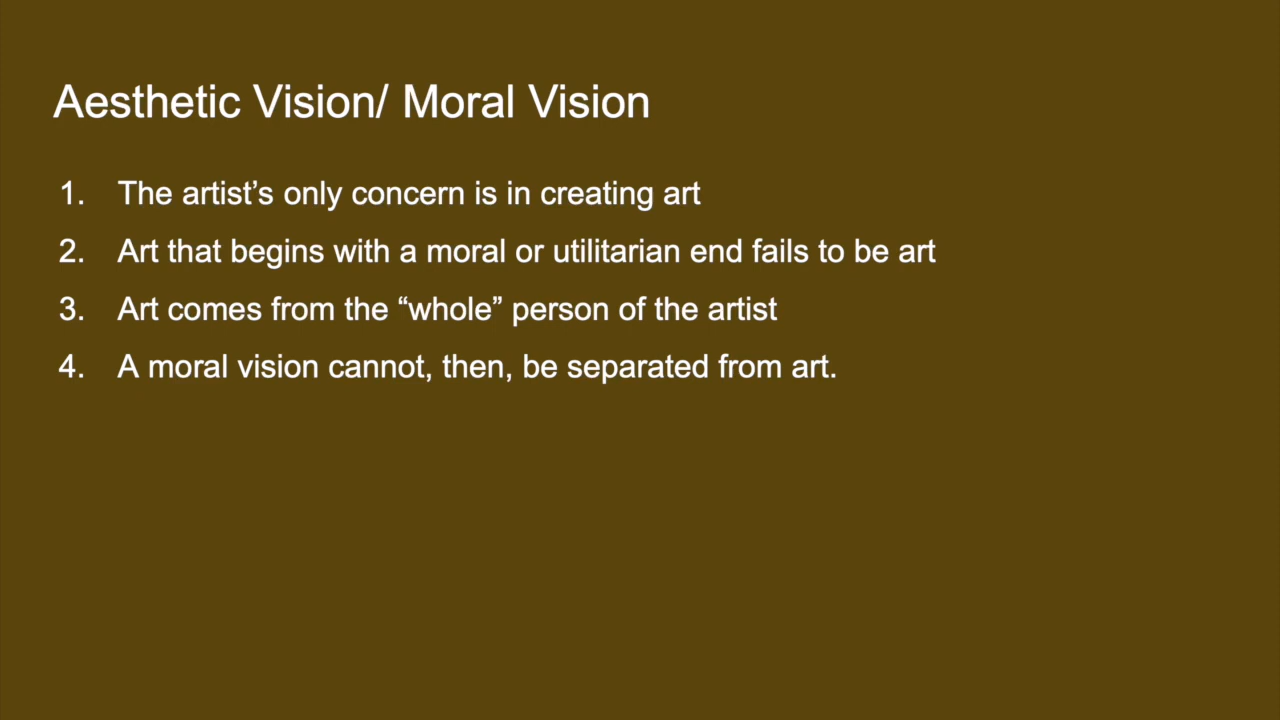 Aesthetic Vision/ Moral Vision
1. The artist’s only concern is in creating art
2. Art that begins with a moral or utilitarian end fails to be art
3. Art comes from the “whole” person of the artist
4. A moral vision cannot, then, be separated from art.